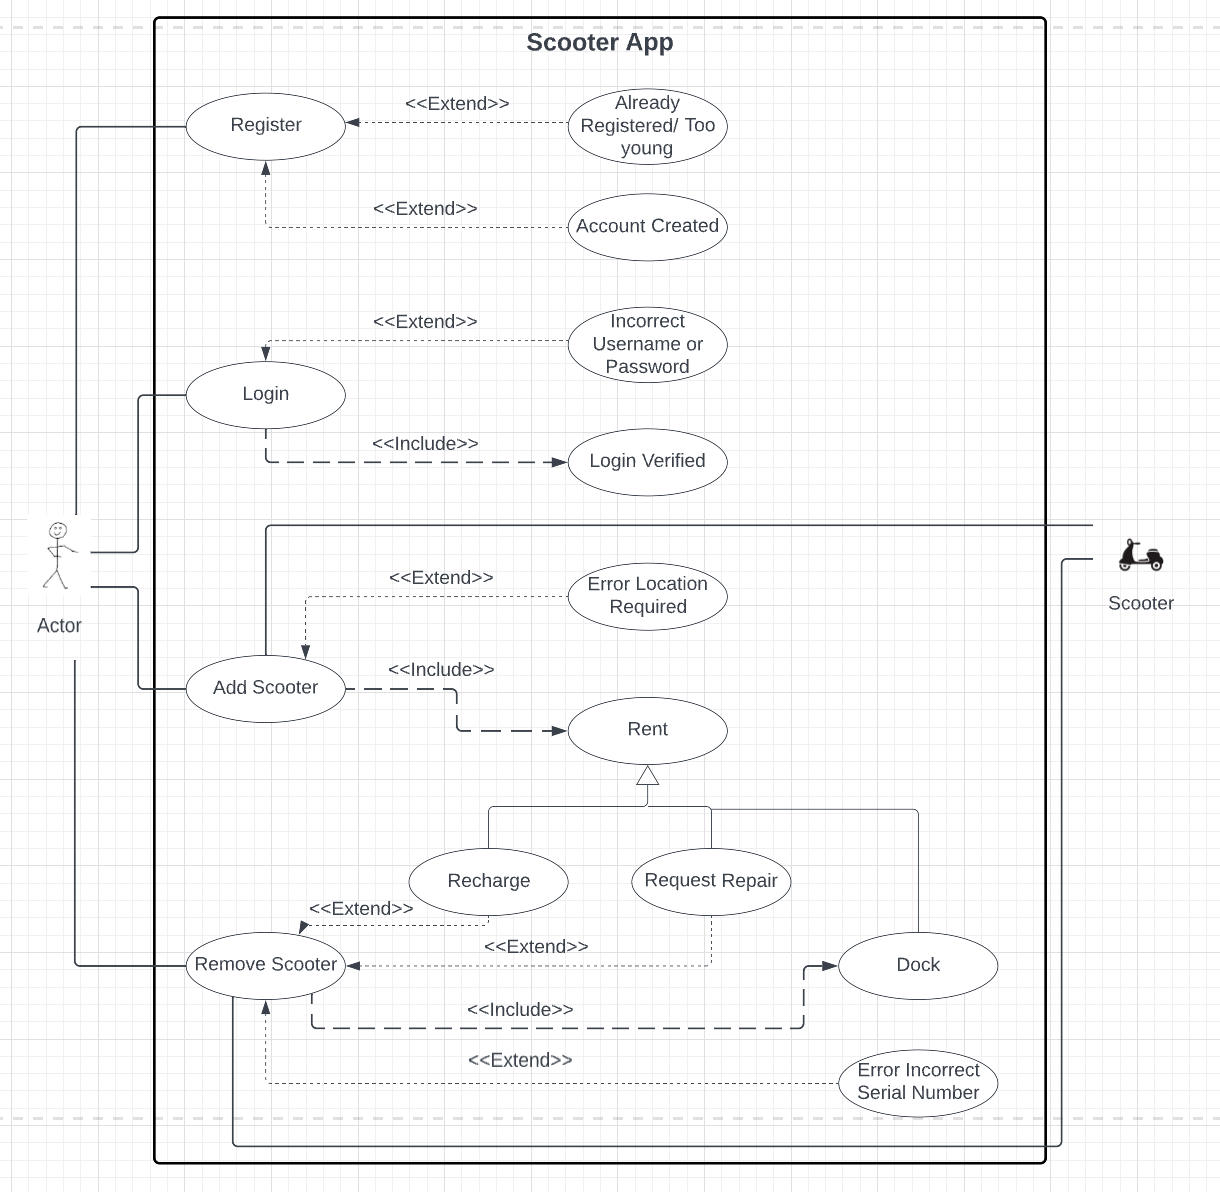 Scooter App
<<Extend>>
Already
Registered/ Too
young
Register
<<Extend>>
Account Created
<<Extend>>
Incorrect
Username or
Password
Login
<<Include>>
Login Verified
<<Extend>>
Error Location
Required
Scooter
Actor
<<Include>>
Add Scooter
Rent
Recharge
Request Repair
<<Extend>>
<<Extend>>
Remove Scooter
Dock
<<Include>>
<<Extend>>
Error Incorrect
Serial Number